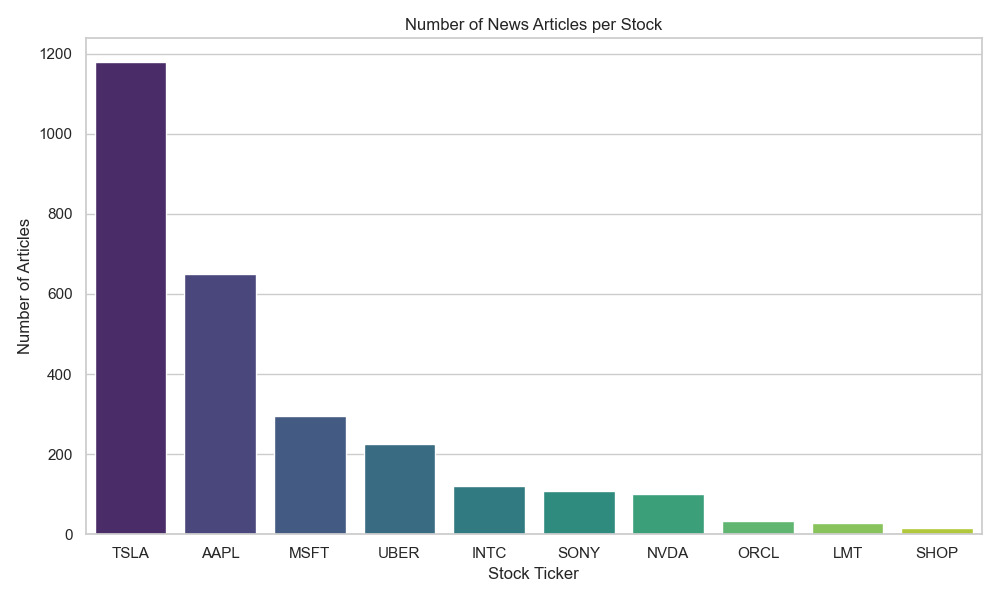 Number of News Articles per Stock
1200
1000
800
600
400
200
0
Number of Articles
TSLA AAPL MSFT UBER INTC SONY NVDA ORCL LMT SHOP
Stock Ticker